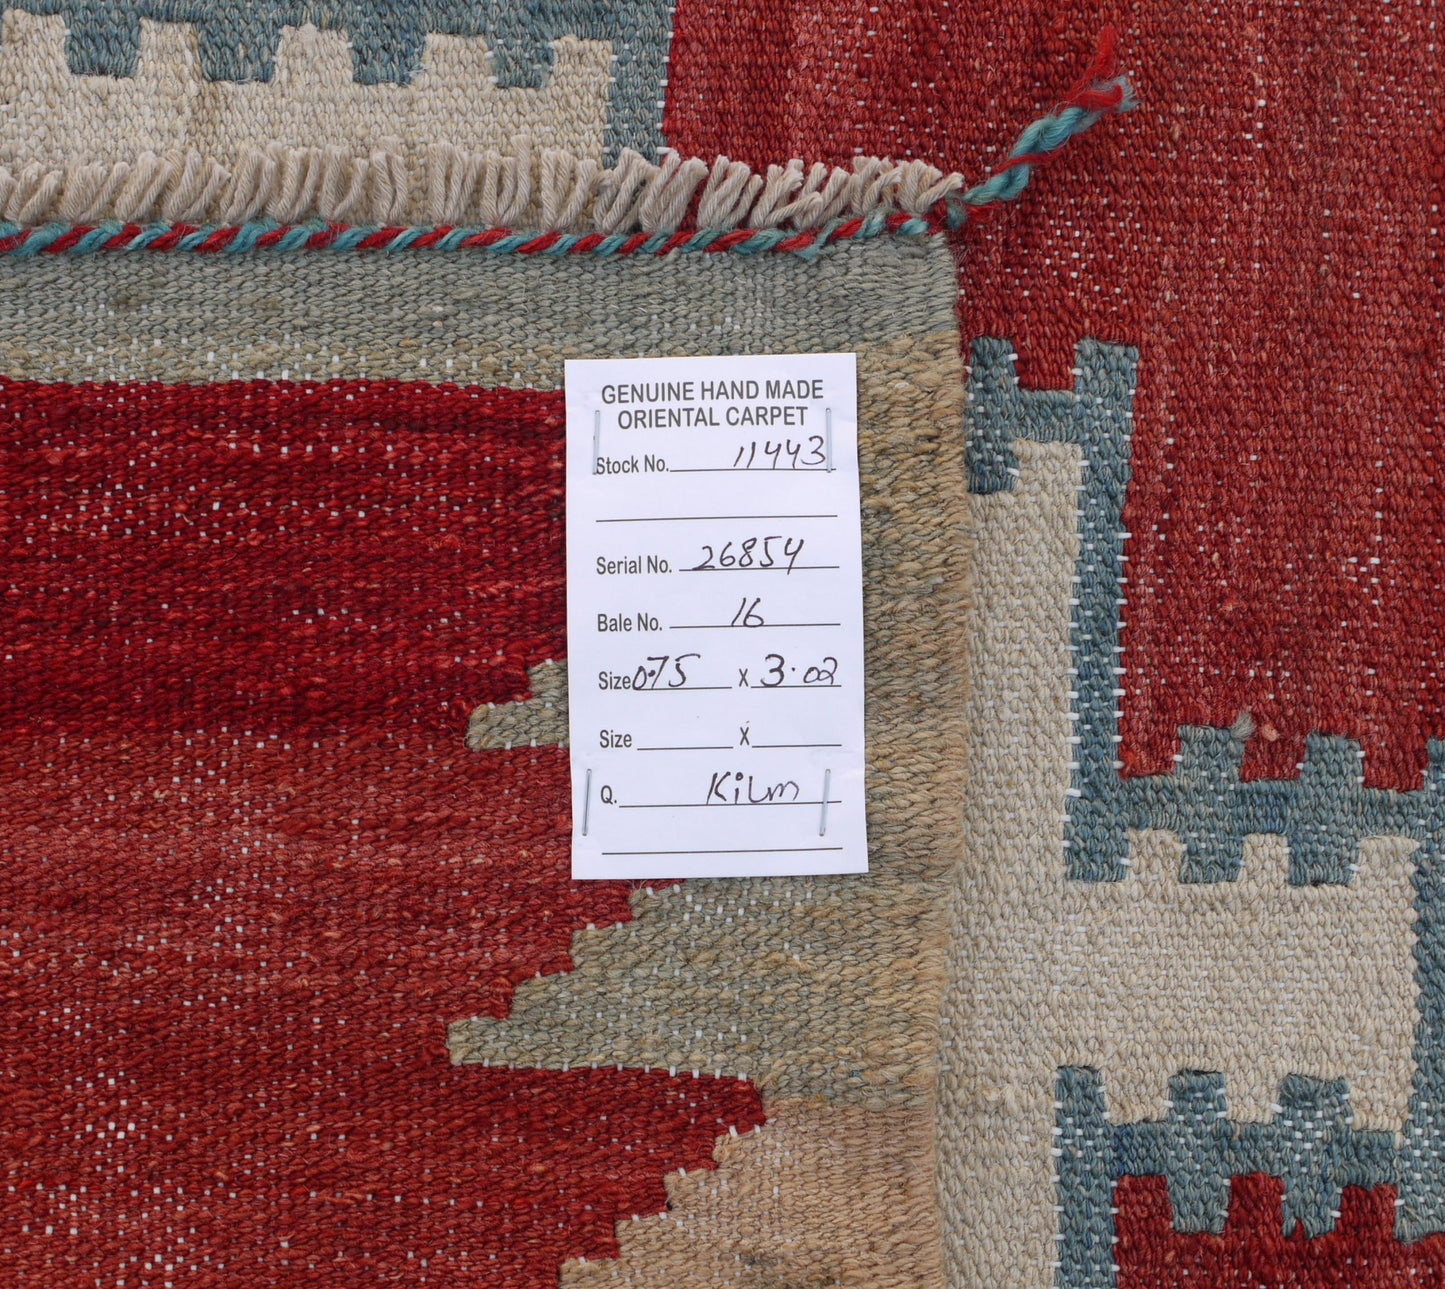 GENUINE HAND MADE
ORIENTAL CARPET
Stock No. 11443
Serial No. 26854
Bale No. 16
Size 0.75 X 3.02
Size X
Q. Kilm